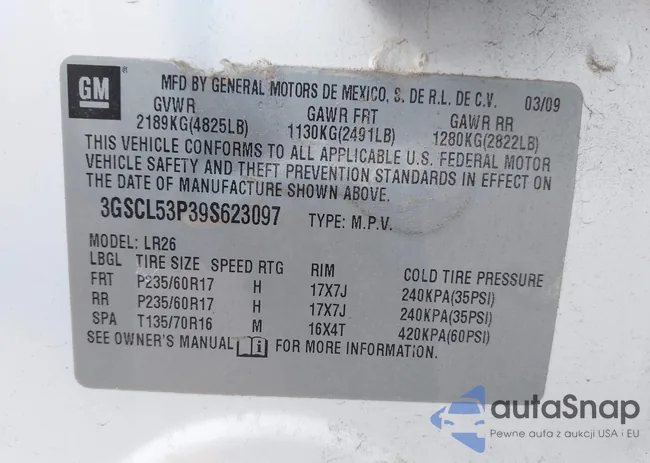 GM ®
MFD BY GENERAL MOTORS DE MEXICO, S. DE R.L. DE C.V. 03/09
GVWR GAWR FRT GAWR RR
2189KG(4825LB) 1130KG(2491LB) 1280KG(2822LB)
THIS VEHICLE CONFORMS TO ALL APPLICABLE U.S. FEDERAL MOTOR
VEHICLE SAFETY AND THEFT PREVENTION STANDARDS IN EFFECT ON
THE DATE OF MANUFACTURE SHOWN ABOVE.
3GSCL53P39S623097 TYPE: M.P.V.
MODEL: LR26
LBGL TIRE SIZE SPEED RTG RIM COLD TIRE PRESSURE
FRT P235/60R17 H 17X7J 240KPA(35PSI)
RR P235/60R17 H 17X7J 240KPA(35PSI)
SPA T135/70R16 M 16X4T 420KPA(60PSI)
SEE OWNER'S MANUAL i FOR MORE INFORMATION.
autaSnap
Pewne auta z aukcji USA i EU